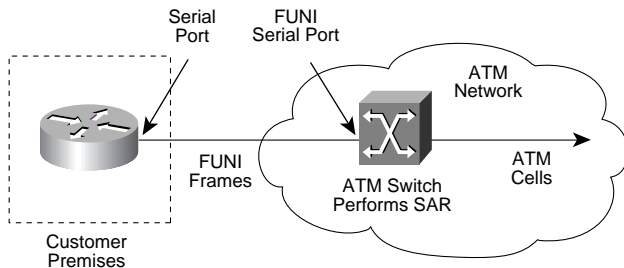 Serial
Port
FUNI
Serial Port
ATM
Network
FUNI
Frames
ATM Switch
Performs SAR
ATM
Cells
Customer
Premises